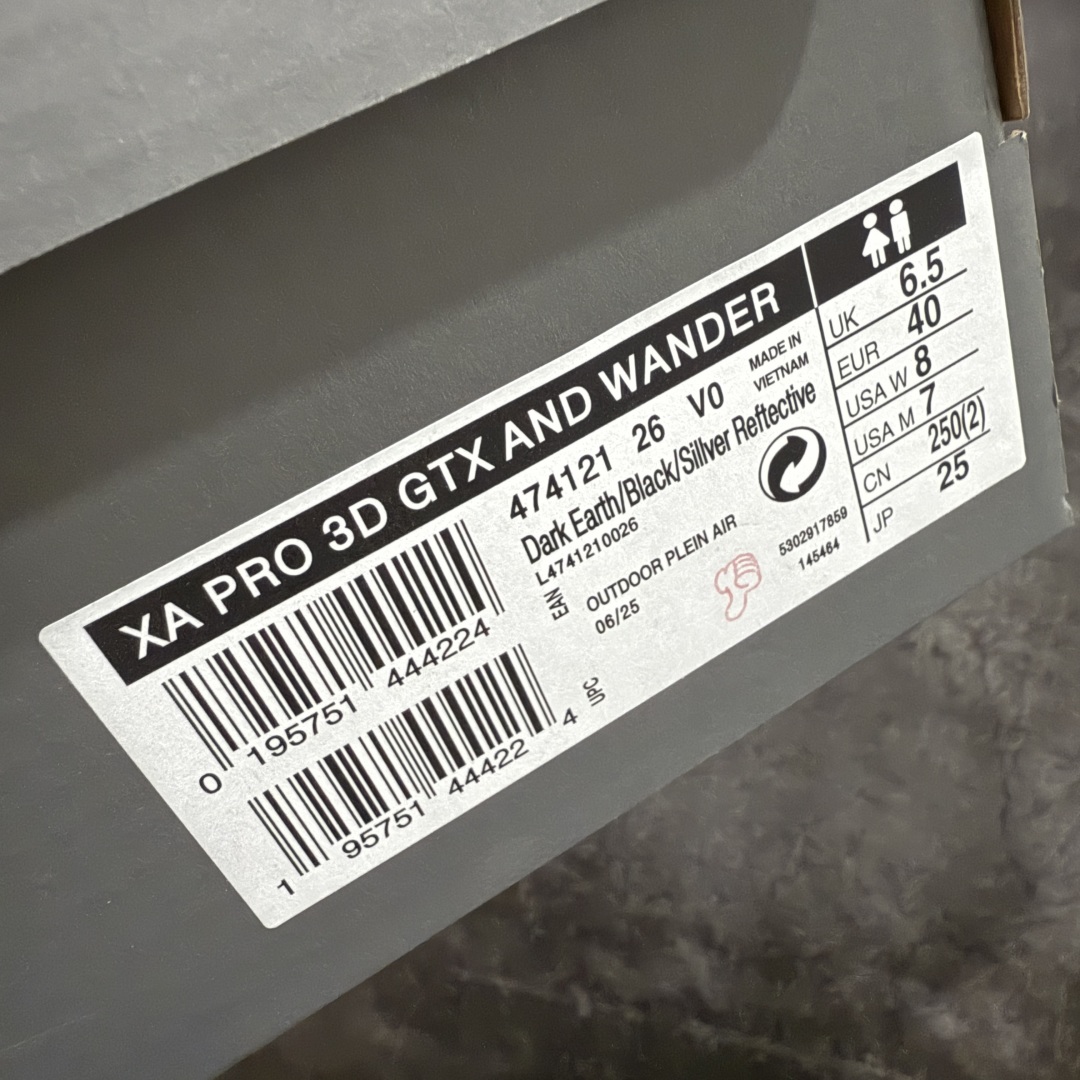 XA PRO 3D GTX AND WANDER
474121 26 V0
MADE IN
VIETNAM
Dark Earth/Black/Sillver Reftective
L4741210026
EAN
OUTDOOR PLEIN AIR
06/25
5302917859
145464
0 195751 444224
1 95751 44422 4
UPC
UK 6.5
EUR 40
USA W 8
USA M 7
CN 250(2)
JP 25